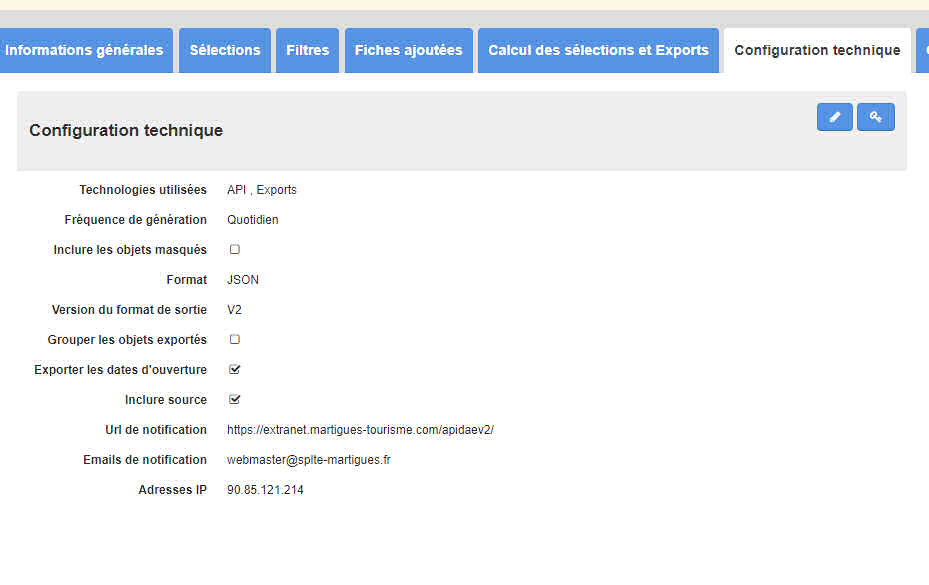 Informations générales Sélections Filtres Fiches ajoutées Calcul des sélections et Exports Configuration technique
Configuration technique
Technologies utilisées API , Exports
Fréquence de génération Quotidien
Inclure les objets masqués
Format JSON
Version du format de sortie V2
Grouper les objets exportés
Exporter les dates d'ouverture
Inclure source
Url de notification https://extranet.martigues-tourisme.com/apidaev2/
Emails de notification webmaster@splte-martigues.fr
Adresses IP 90.85.121.214